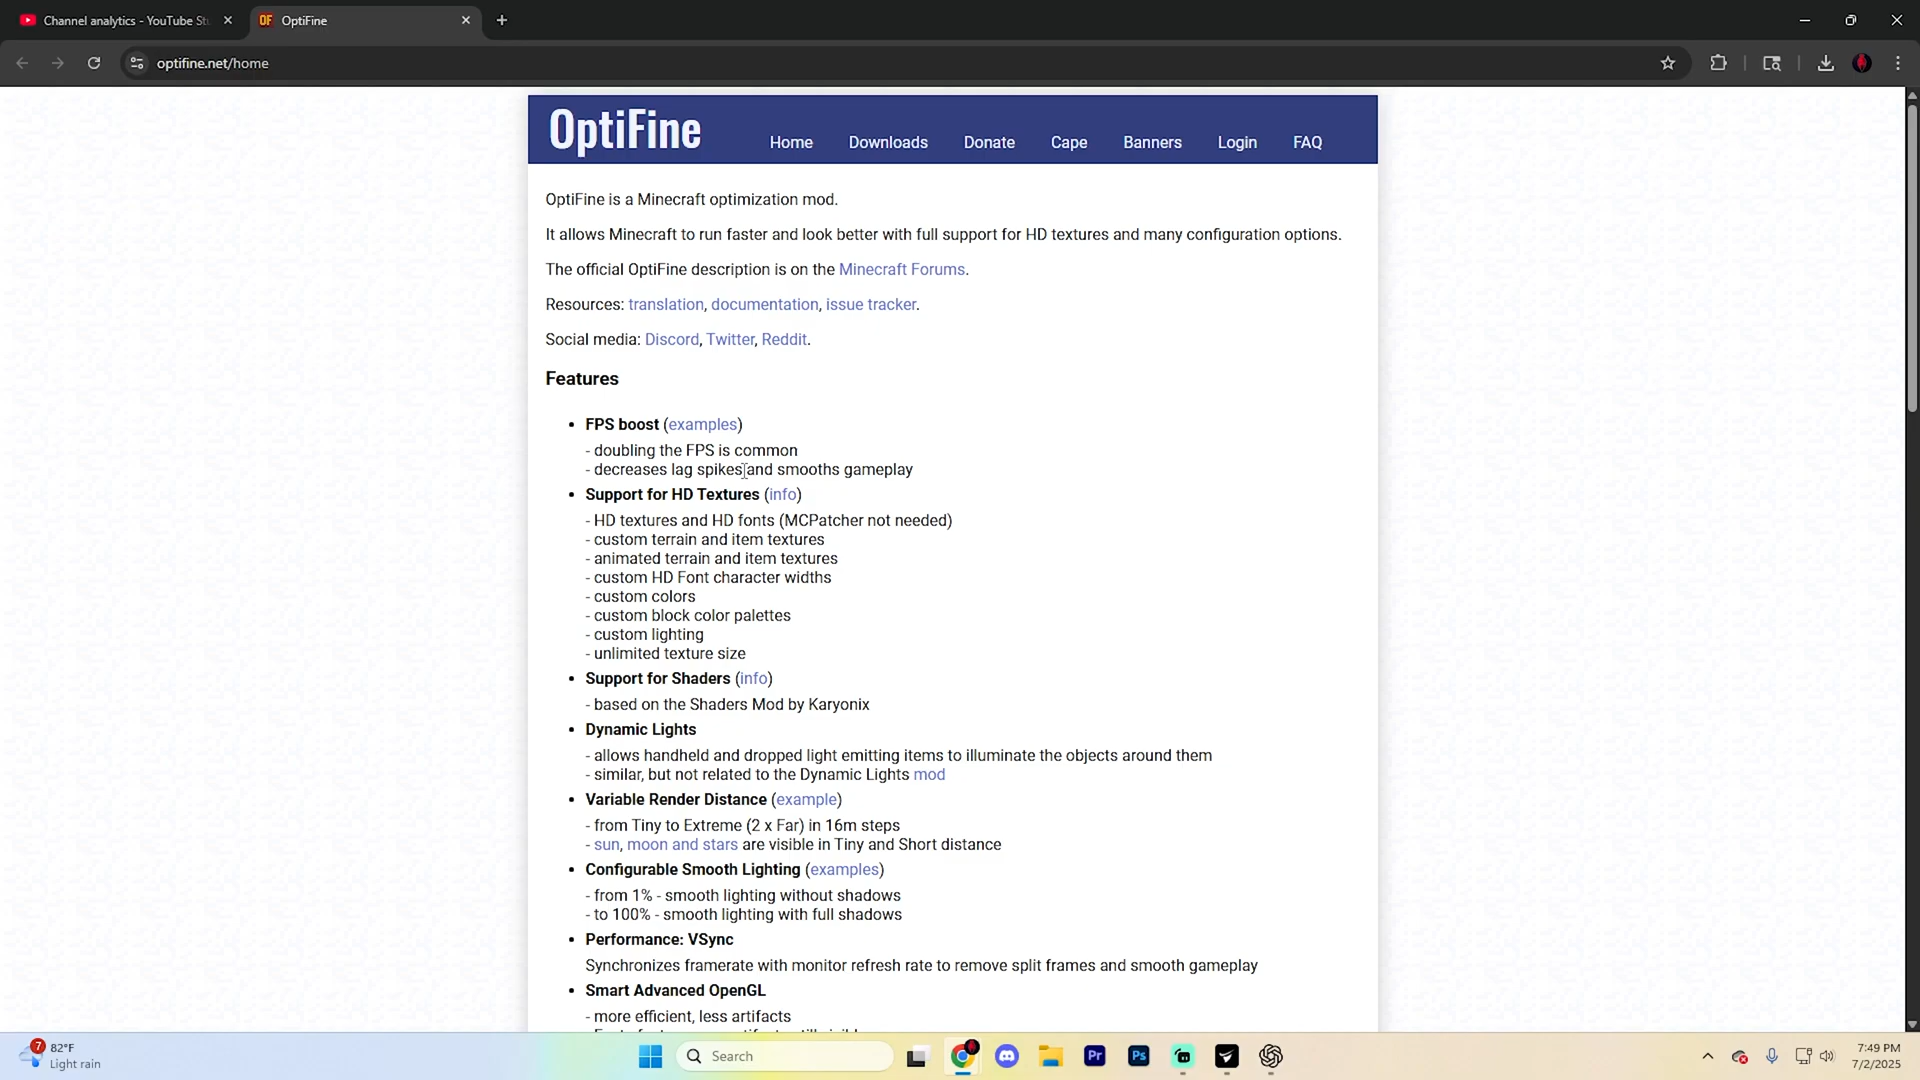 Channel analytics - YouTube St
OptiFine
optifine.net/home
OptiFine
Home
Downloads
Donate
Cape
Banners
Login
FAQ
OptiFine is a Minecraft optimization mod.
It allows Minecraft to run faster and look better with full support for HD textures and many configuration options.
The official OptiFine description is on the Minecraft Forums.
Resources: translation, documentation, issue tracker.
Social media: Discord, Twitter, Reddit.
Features
• FPS boost (examples)
- doubling the FPS is common
- decreases lag spikes and smooths gameplay
• Support for HD Textures (info)
- HD textures and HD fonts (MCPatcher not needed)
- custom terrain and item textures
- animated terrain and item textures
- custom HD Font character widths
- custom colors
- custom block color palettes
- custom lighting
- unlimited texture size
• Support for Shaders (info)
- based on the Shaders Mod by Karyonix
• Dynamic Lights
- allows handheld and dropped light emitting items to illuminate the objects around them
- similar, but not related to the Dynamic Lights mod
• Variable Render Distance (example)
- from Tiny to Extreme (2 x Far) in 16m steps
- sun, moon and stars are visible in Tiny and Short distance
• Configurable Smooth Lighting (examples)
- from 1% - smooth lighting without shadows
- to 100% - smooth lighting with full shadows
• Performance: VSync
Synchronizes framerate with monitor refresh rate to remove split frames and smooth gameplay
• Smart Advanced OpenGL
- more efficient, less artifacts
7
82°F
Light rain
Search
Pr
Ps
7:49 PM
7/2/2025